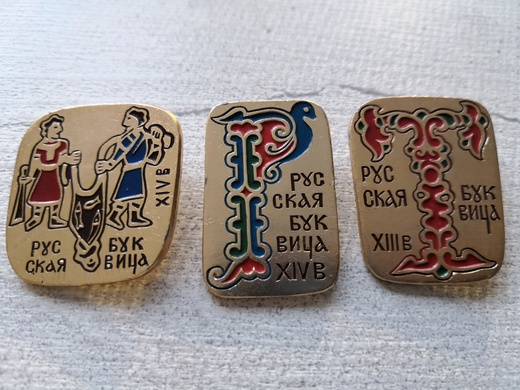 XIV В
РУС БУК
СКАЯ ВИЦА
Р
РУС
СКАЯ
БУК
ВИЦА
XIV В
Т
РУС БУК
СКАЯ ВИЦА
XIII В